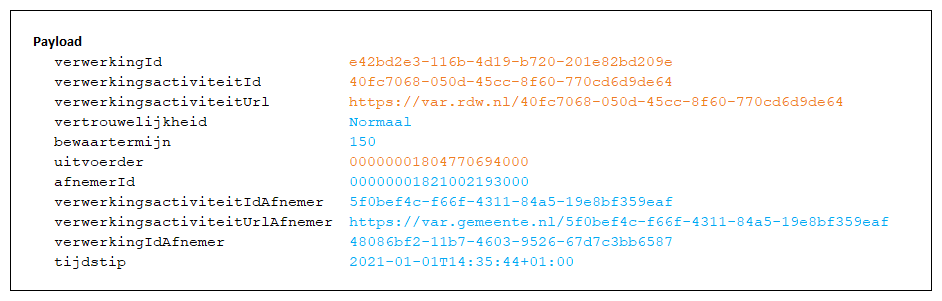 Payload
verwerkingId e42bd2e3-116b-4d19-b720-201e82bd209e
verwerkingsactiviteitId 40fc7068-050d-45cc-8f60-770cd6d9de64
verwerkingsactiviteitUrl https://var.rdw.nl/40fc7068-050d-45cc-8f60-770cd6d9de64
vertrouwelijkheid Normaal
bewaartermijn 150
uitvoerder 00000001804770694000
afnemerId 00000001821002193000
verwerkingsactiviteitIdAfnemer 5f0bef4c-f66f-4311-84a5-19e8bf359eaf
verwerkingsactiviteitUrlAfnemer https://var.gemeente.nl/5f0bef4c-f66f-4311-84a5-19e8bf359eaf
verwerkingIdAfnemer 48086bf2-11b7-4603-9526-67d7c3bb6587
tijdstip 2021-01-01T14:35:44+01:00